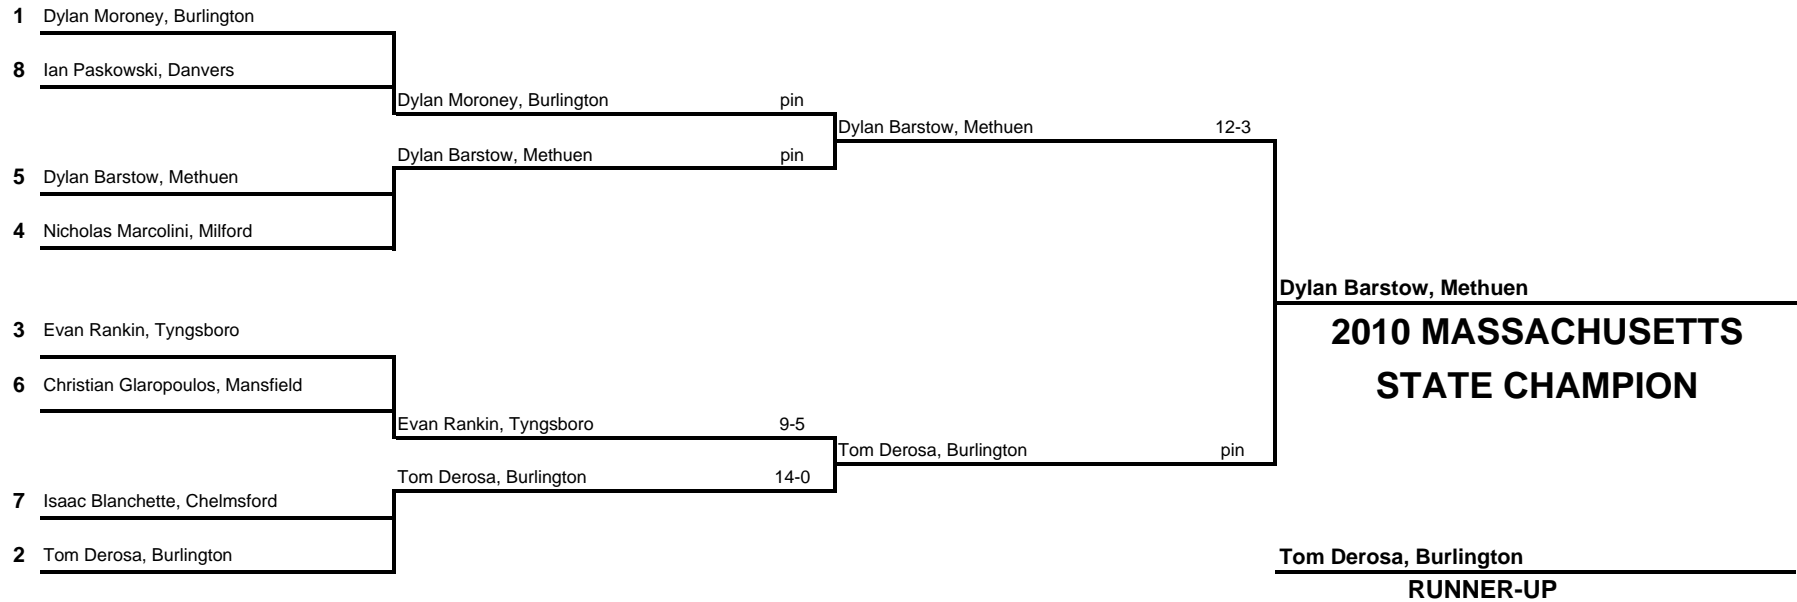 1 Dylan Moroney, Burlington
8 Ian Paskowski, Danvers
Dylan Moroney, Burlington pin
Dylan Barstow, Methuen 12-3
Dylan Barstow, Methuen pin
5 Dylan Barstow, Methuen
4 Nicholas Marcolini, Milford
Dylan Barstow, Methuen
2010 MASSACHUSETTS
STATE CHAMPION
3 Evan Rankin, Tyngsboro
6 Christian Glaropoulos, Mansfield
Evan Rankin, Tyngsboro 9-5
Tom Derosa, Burlington pin
Tom Derosa, Burlington 14-0
7 Isaac Blanchette, Chelmsford
2 Tom Derosa, Burlington
Tom Derosa, Burlington
RUNNER-UP